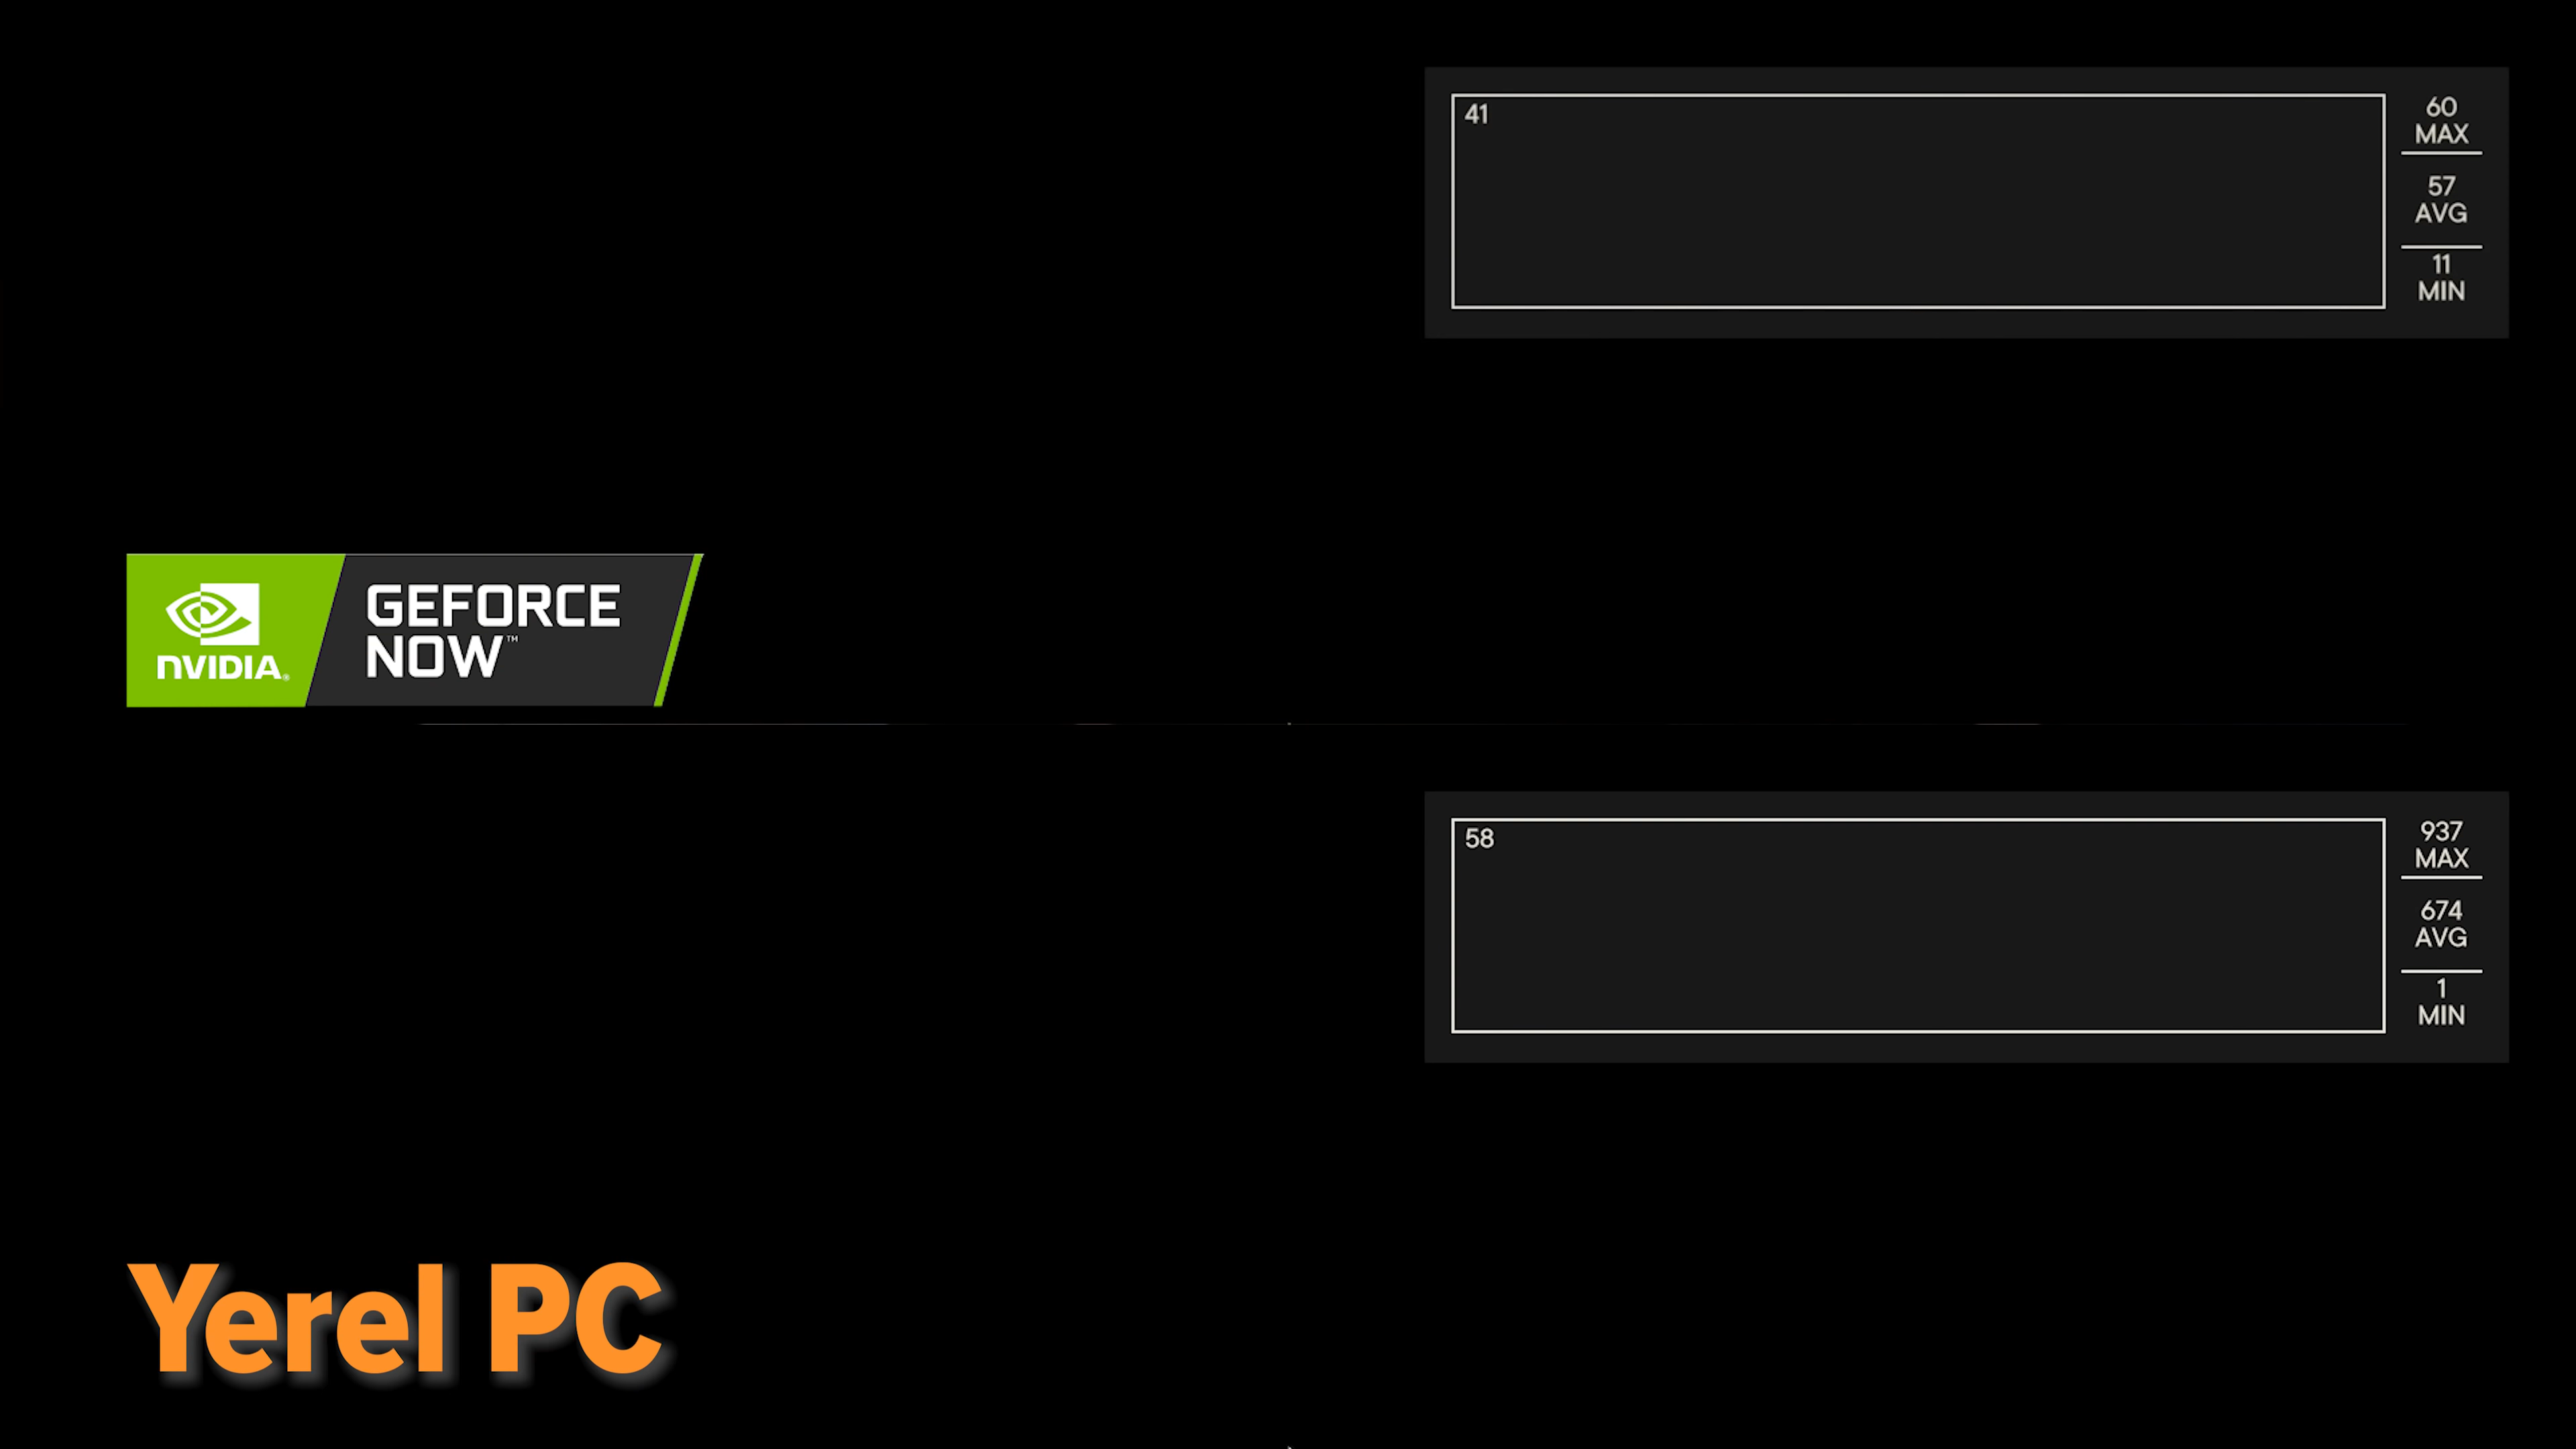 41
60
MAX
57
AVG
11
MIN
NVIDIA®
GEFORCE
NOW™
58
937
MAX
674
AVG
1
MIN
Yerel PC